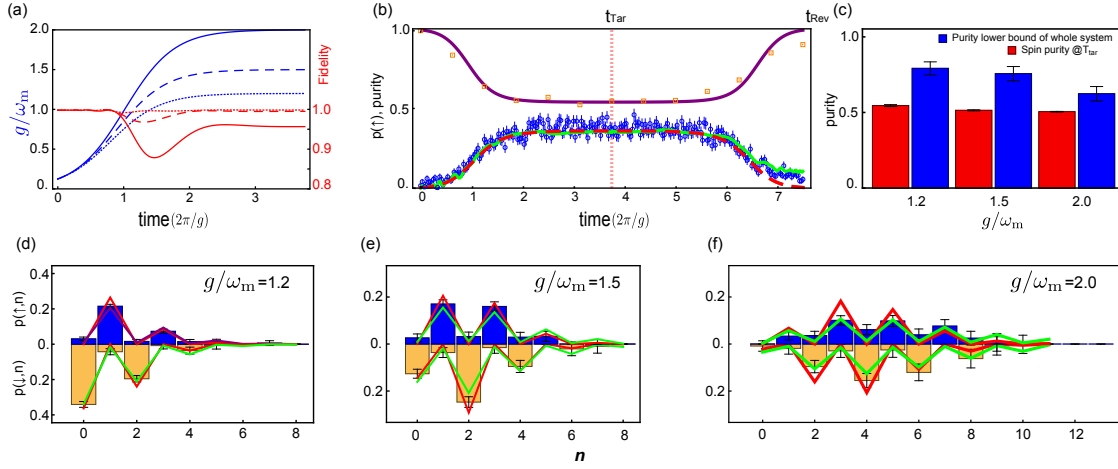 (a)
2.0
1.5
1.0
0.5
0.
g/ωm
Fidelity
1.0
0.95
0.9
0.8
0
1
2
3
time(2π/g)
(b)
tTar
tRev
1.0
0.5
0.
p(↑), purity
0 1 2 3 4 5 6 7
time(2π/g)
(c)
Purity lower bound of whole system
Spin purity @Ttar
1.0
0.5
0.
purity
1.2 1.5 2.0
g/ωm
(d)
g/ωm=1.2
0.4
0.2
0.0
0.2
0.4
p(↑,n)
p(↓,n)
0 2 4 6 8
(e)
g/ωm=1.5
0.2
0.
0.2
0 2 4 6 8
n
(f)
g/ωm=2.0
0.2
0.
0.2
0 2 4 6 8 10 12